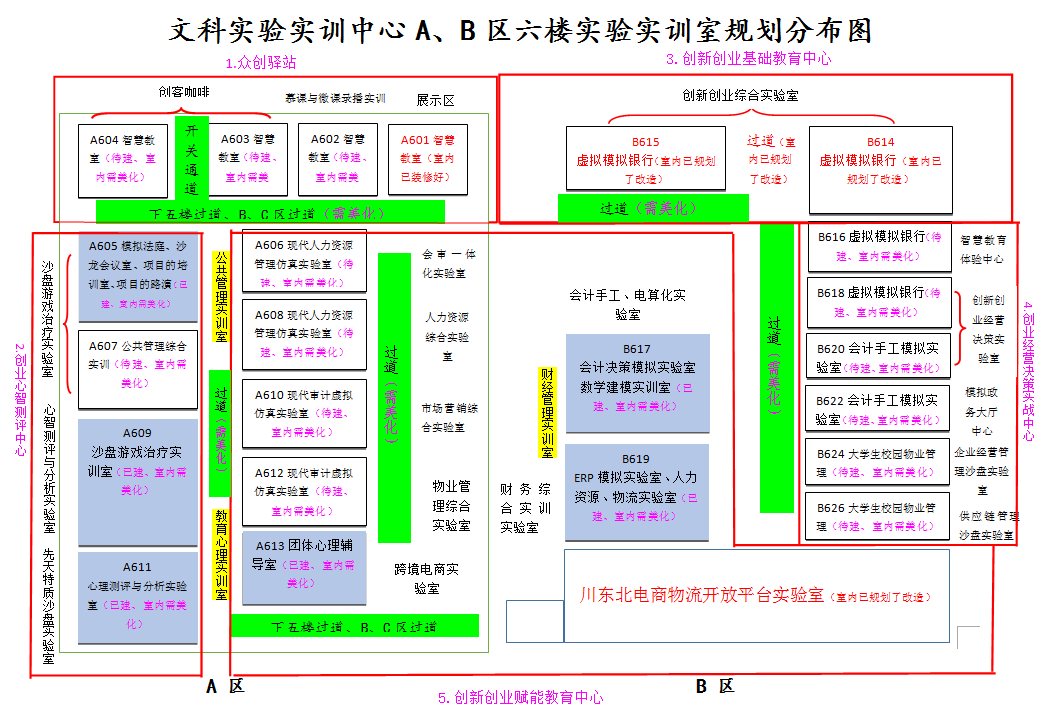 文科实验实训中心A、B区六楼实验实训室规划分布图
1.众创驿站
3.创新创业基础教育中心
创客咖啡
慕课与微课录播实训
展示区
创新创业综合实验室
A604 智慧教
室（待建、室
内需美化）
开
关
通
道
A603 智慧
教室（待建、
室内需美
A602 智慧
教室（待建、
室内需美
A601 智慧
教室（室内
已装修好）
下五楼过道、B、C区过道（需美化）
B615
虚拟模拟银行（室内已规划
了改造）
过道（室
内已规划
了改造）
B614
虚拟模拟银行（室内已
规划了改造）
过道（需美化）
2.创业心智测评中心
沙盘游戏治疗实验室
心智测评与分析实验室
先天特质沙盘实验室
A605 模拟法庭、沙
龙会议室、项目的培
训室、项目的路演（已
建、室内需美化）
A607 公共管理综合
实训（待建、室内需
美化）
A609
沙盘游戏治疗实
训室（已建、室内需
美化）
A611
心理测评与分析实验
室（已建、室内需美
化）
公共管理实训室
过道（需美化）
教育心理实训室
A606 现代人力资源
管理仿真实验室（待
建、室内需美化）
A608 现代人力资源
管理仿真实验室（待
建、室内需美化）
A610 现代审计虚拟
仿真实验室（待建、
室内需美化）
A612 现代审计虚拟
仿真实验室（待建、
室内需美化）
A613 团体心理辅
导室（已建、室内需
美化）
下五楼过道、B、C区过道
过道（需美化）
会审一体
化实验室
人力资源
综合实验
室
市场营销综
合实验室
物业管
理综合
实验室
跨境电商实
验室
财务综
合实训
实验室
财经管理实训室
会计手工、电算化实
验室
B617
会计决策模拟实验室
数学建模实训室（已
建、室内需美化）
B619
ERP 模拟实验室、人力
资源、物流实验室（已
建、室内需美化）
过道（需美化）
B616 虚拟模拟银行（待
建、室内需美化）
B618 虚拟模拟银行（待
建、室内需美化）
B620 会计手工模拟实
验室（待建、室内需美化）
B622 会计手工模拟实
验室（待建、室内需美化）
B624 大学生校园物业管
理（待建、室内需美化）
B626 大学生校园物业管
理（待建、室内需美化）
智慧教育
体验中心
创新创
业经营
决策实
验室
模拟政
务大厅
中心
企业经营管
理沙盘实验
室
供应链管理
沙盘实验室
4.创业经营决策实战中心
川东北电商物流开放平台实验室（室内已规划了改造）
A 区
B 区
5.创新创业赋能教育中心